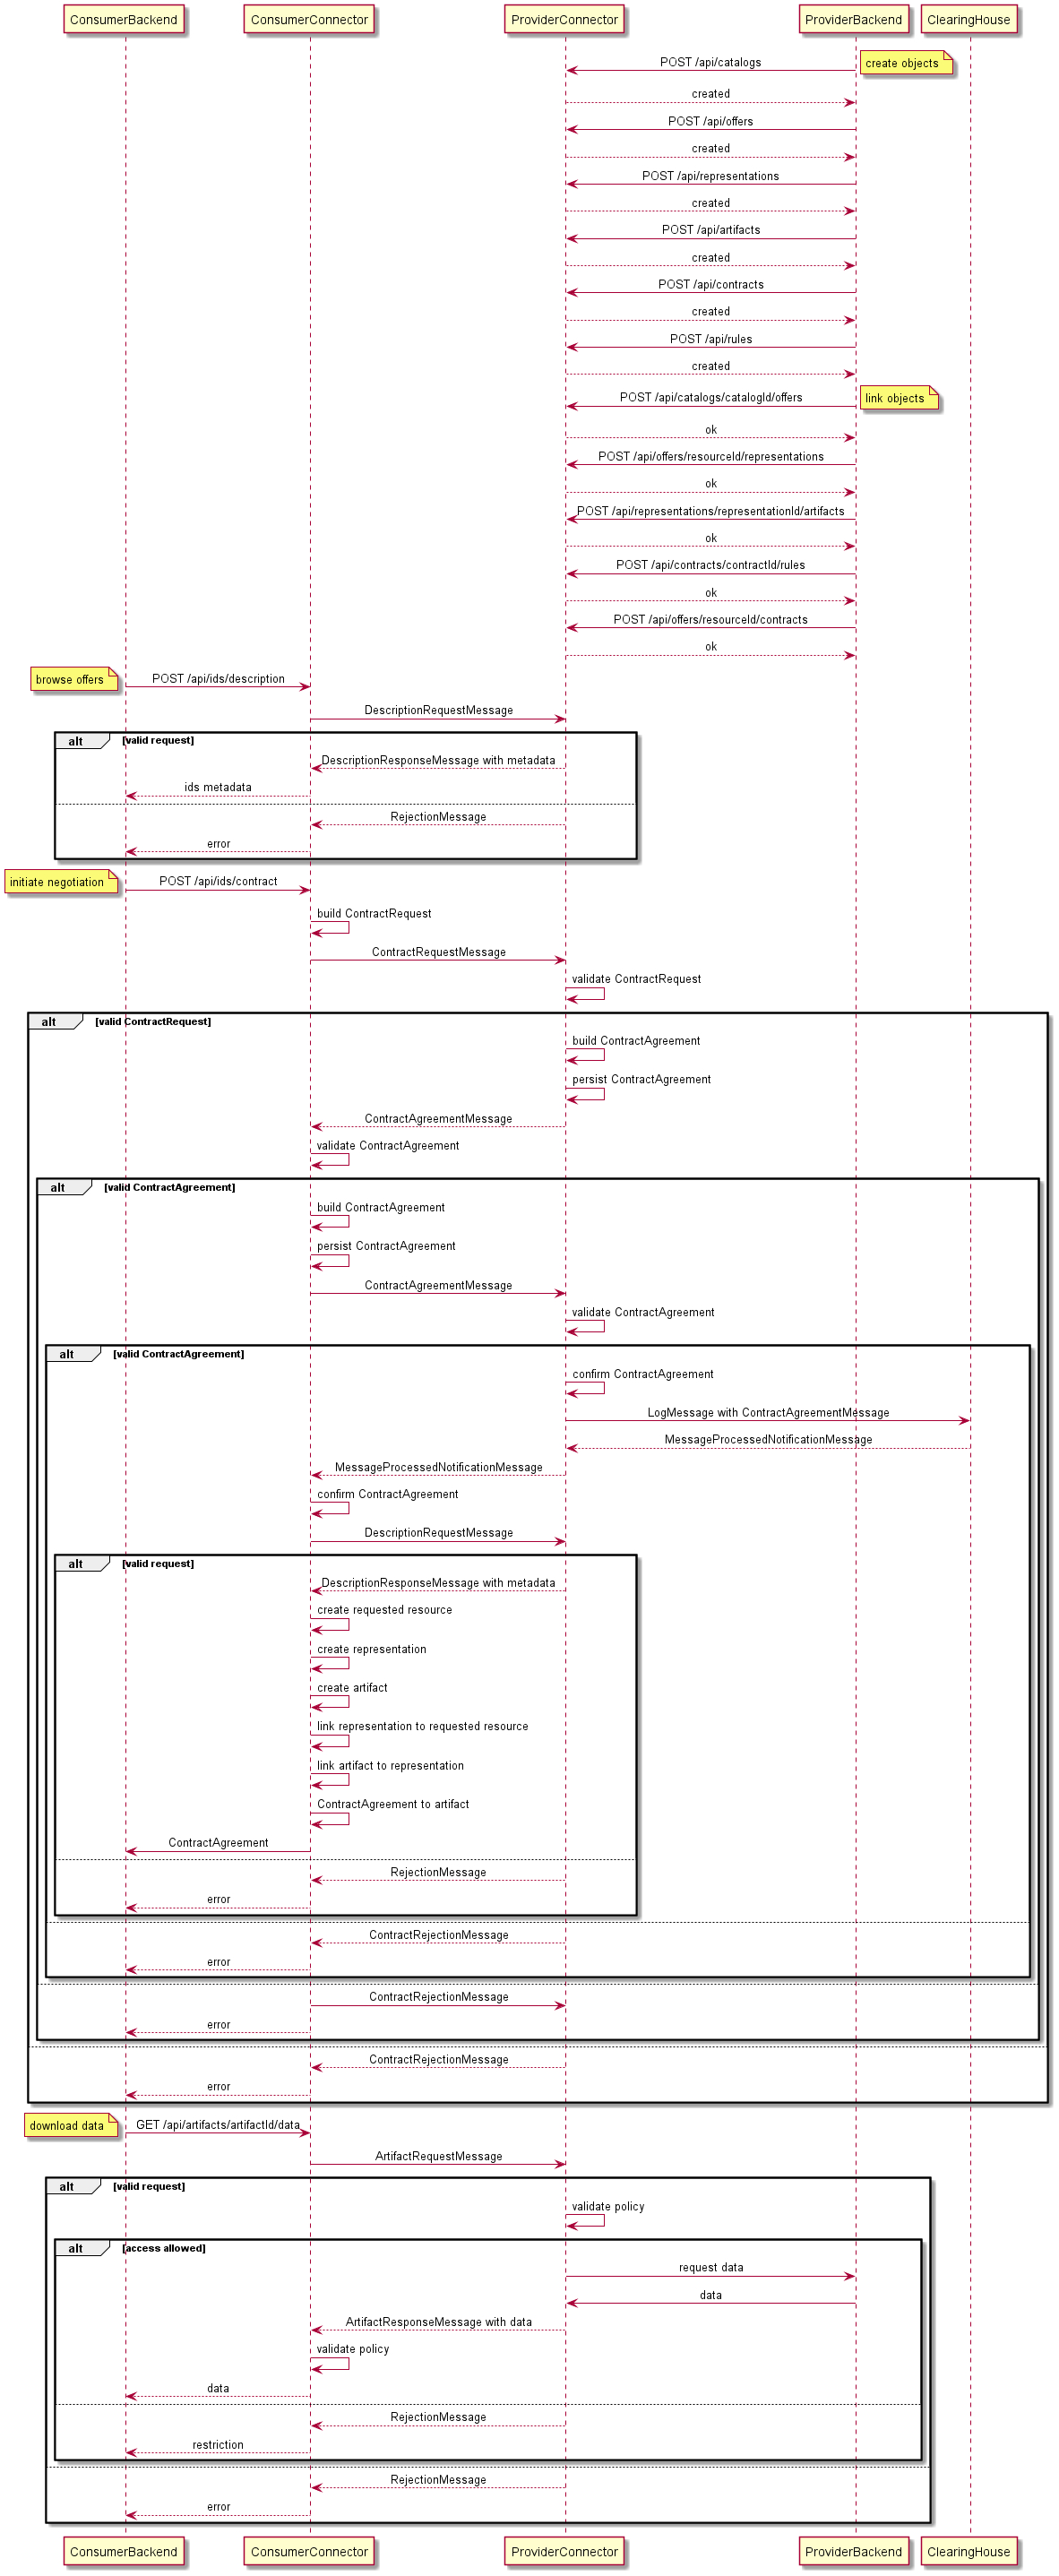 ConsumerBackend
ConsumerConnector
ProviderConnector
ProviderBackend
ClearingHouse
POST /api/catalogs
create objects
created
POST /api/offers
created
POST /api/representations
created
POST /api/artifacts
created
POST /api/contracts
created
POST /api/rules
created
POST /api/catalogs/catalogId/offers
link objects
ok
POST /api/offers/resourceId/representations
ok
POST /api/representations/representationId/artifacts
ok
POST /api/contracts/contractId/rules
ok
POST /api/offers/resourceId/contracts
ok
browse offers
POST /api/ids/description
DescriptionRequestMessage
alt
[valid request]
DescriptionResponseMessage with metadata
ids metadata
RejectionMessage
error
initiate negotiation
POST /api/ids/contract
build ContractRequest
ContractRequestMessage
validate ContractRequest
alt
[valid ContractRequest]
build ContractAgreement
persist ContractAgreement
ContractAgreementMessage
validate ContractAgreement
alt
[valid ContractAgreement]
build ContractAgreement
persist ContractAgreement
ContractAgreementMessage
validate ContractAgreement
alt
[valid ContractAgreement]
confirm ContractAgreement
LogMessage with ContractAgreementMessage
MessageProcessedNotificationMessage
MessageProcessedNotificationMessage
confirm ContractAgreement
DescriptionRequestMessage
alt
[valid request]
DescriptionResponseMessage with metadata
create requested resource
create representation
create artifact
link representation to requested resource
link artifact to representation
ContractAgreement to artifact
ContractAgreement
RejectionMessage
error
ContractRejectionMessage
error
ContractRejectionMessage
error
ContractRejectionMessage
error
download data
GET /api/artifacts/artifactId/data
ArtifactRequestMessage
alt
[valid request]
validate policy
alt
[access allowed]
request data
data
ArtifactResponseMessage with data
validate policy
data
RejectionMessage
restriction
RejectionMessage
error
ConsumerBackend
ConsumerConnector
ProviderConnector
ProviderBackend
ClearingHouse